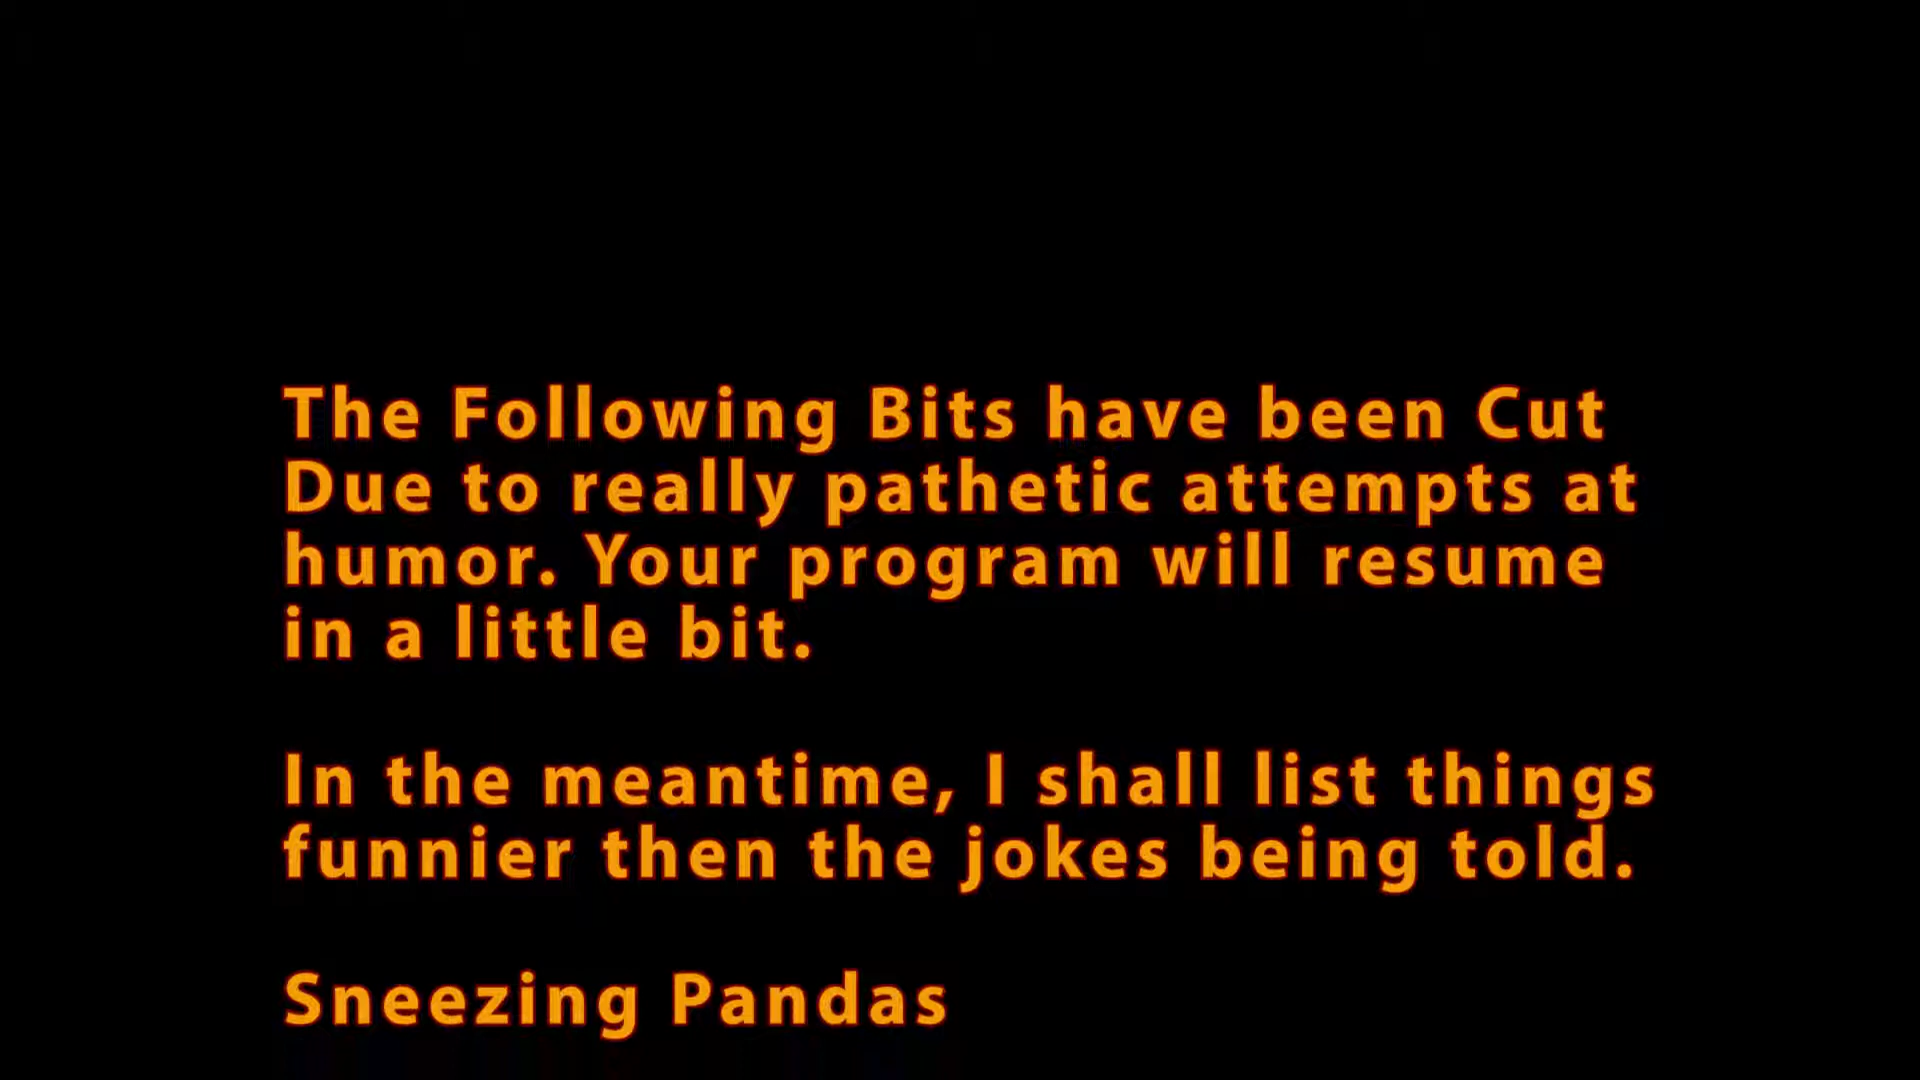 The Following Bits have been Cut
Due to really pathetic attempts at
humor. Your program will resume
in a little bit.
In the meantime, I shall list things
funnier then the jokes being told.
Sneezing Pandas